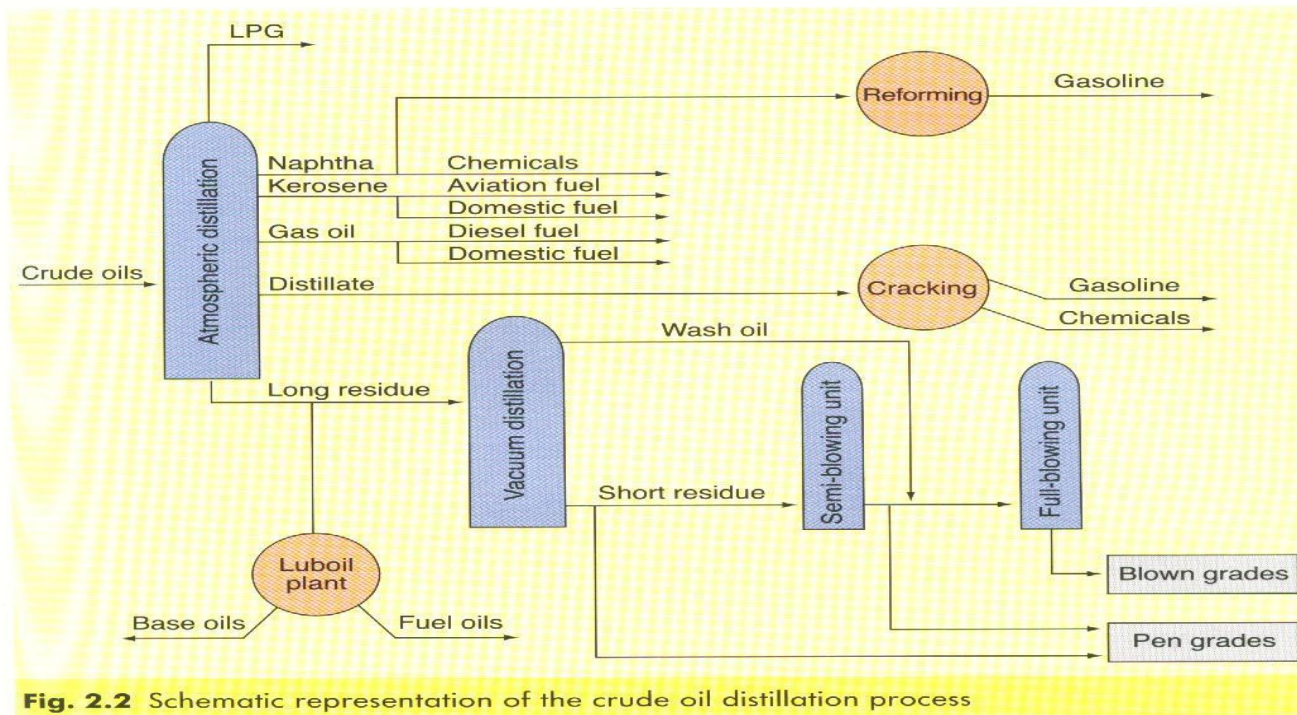 LPG
Reforming
Gasoline
Naphtha
Chemicals
Kerosene
Aviation fuel
Domestic fuel
Gas oil
Diesel fuel
Domestic fuel
Crude oils
Atmospheric distillation
Distillate
Cracking
Gasoline
Chemicals
Wash oil
Long residue
Vacuum distillation
Semi-blowing unit
Full-blowing unit
Short residue
Luboil
plant
Blown grades
Base oils
Fuel oils
Pen grades
Fig. 2.2 Schematic representation of the crude oil distillation process